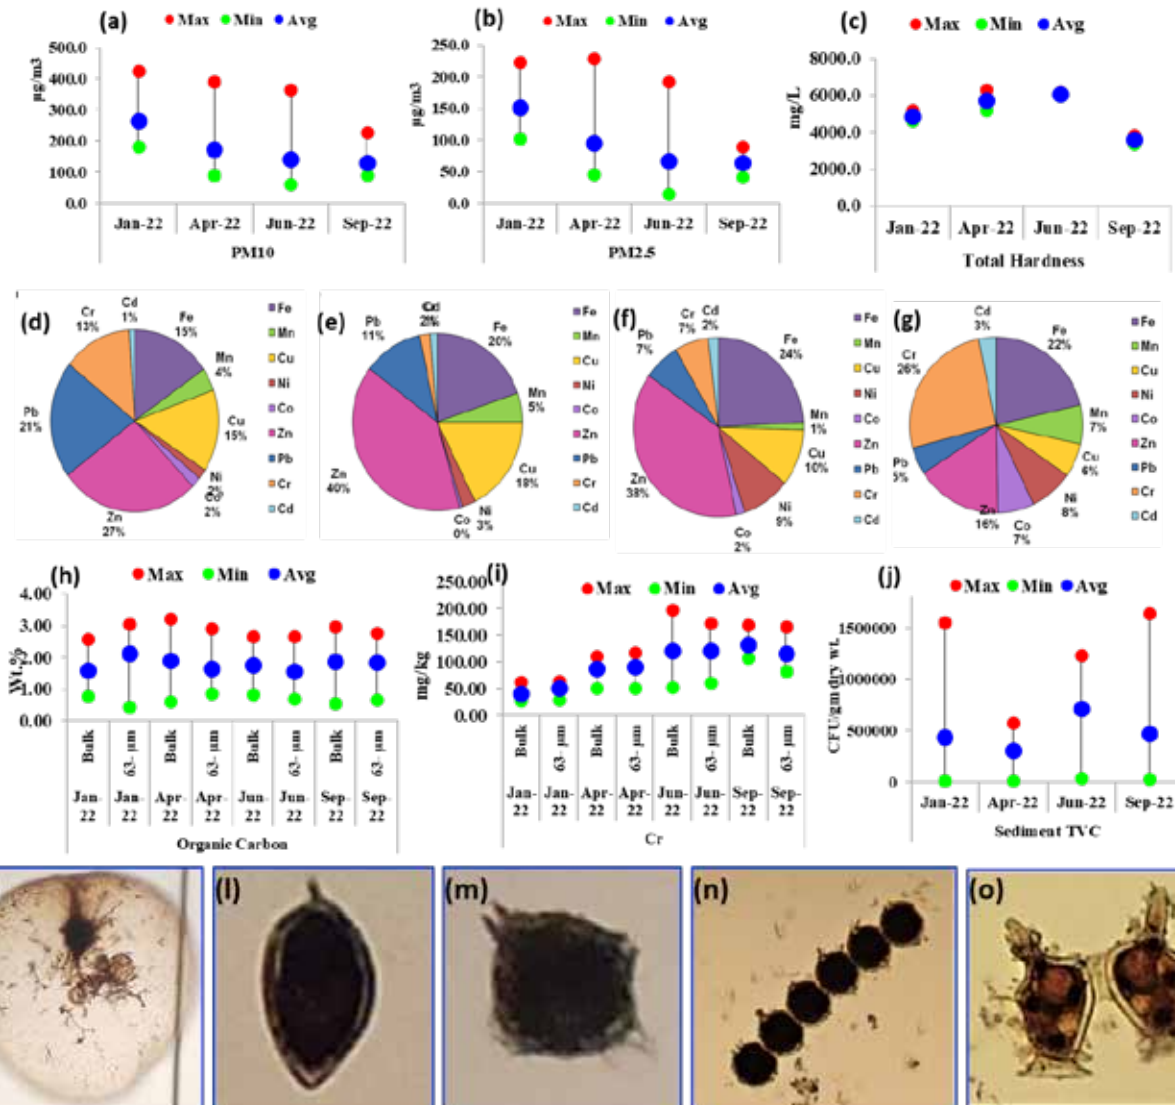 (a)
Max Min Avg
µg/m3
500.0
400.0
300.0
200.0
100.0
0.0
Jan-22 Apr-22 Jun-22 Sep-22
PM10
(b)
Max Min Avg
µg/m3
250.0
200.0
150.0
100.0
50.0
0.0
Jan-22 Apr-22 Jun-22 Sep-22
PM2.5
(c)
Max Min Avg
mg/L
8000.0
6000.0
4000.0
2000.0
0.0
Jan-22 Apr-22 Jun-22 Sep-22
Total Hardness
(d)
Cd
1%
Fe
15%
Mn
4%
Cu
15%
Ni
2%
Co
2%
Zn
27%
Pb
21%
Cr
13%
Fe
Mn
Cu
Ni
Co
Zn
Pb
Cr
Cd
(e)
Fe
20%
Mn
5%
Cu
18%
Ni
3%
Co
0%
Zn
40%
Pb
11%
Fe
Mn
Cu
Ni
Co
Zn
Pb
Cr
Cd
(f)
Cd
2%
Fe
24%
Mn
1%
Cu
10%
Ni
9%
Co
2%
Zn
38%
Pb
7%
Cr
7%
Fe
Mn
Cu
Ni
Co
Zn
Pb
Cr
Cd
(g)
Cd
3%
Fe
22%
Mn
7%
Cu
6%
Ni
8%
Co
7%
Zn
16%
Pb
5%
Cr
26%
Fe
Mn
Cu
Ni
Co
Zn
Pb
Cr
Cd
(h)
Max Min Avg
Wt.%
4.00
3.00
2.00
1.00
0.00
Bulk 63- µm Bulk 63- µm Bulk 63- µm Bulk 63- µm
Jan-22 Jan-22 Apr-22 Apr-22 Jun-22 Jun-22 Sep-22 Sep-22
Organic Carbon
(i)
Max Min Avg
mg/kg
250.00
200.00
150.00
100.00
50.00
0.00
Bulk 63- µm Bulk 63- µm Bulk 63- µm Bulk 63- µm
Jan-22 Jan-22 Apr-22 Apr-22 Jun-22 Jun-22 Sep-22 Sep-22
Cr
(j)
Max Min Avg
CFU/gm dry wt.
1500000
1000000
500000
0
Jan-22 Apr-22 Jun-22 Sep-22
Sediment TVC
(l)
(m)
(n)
(o)